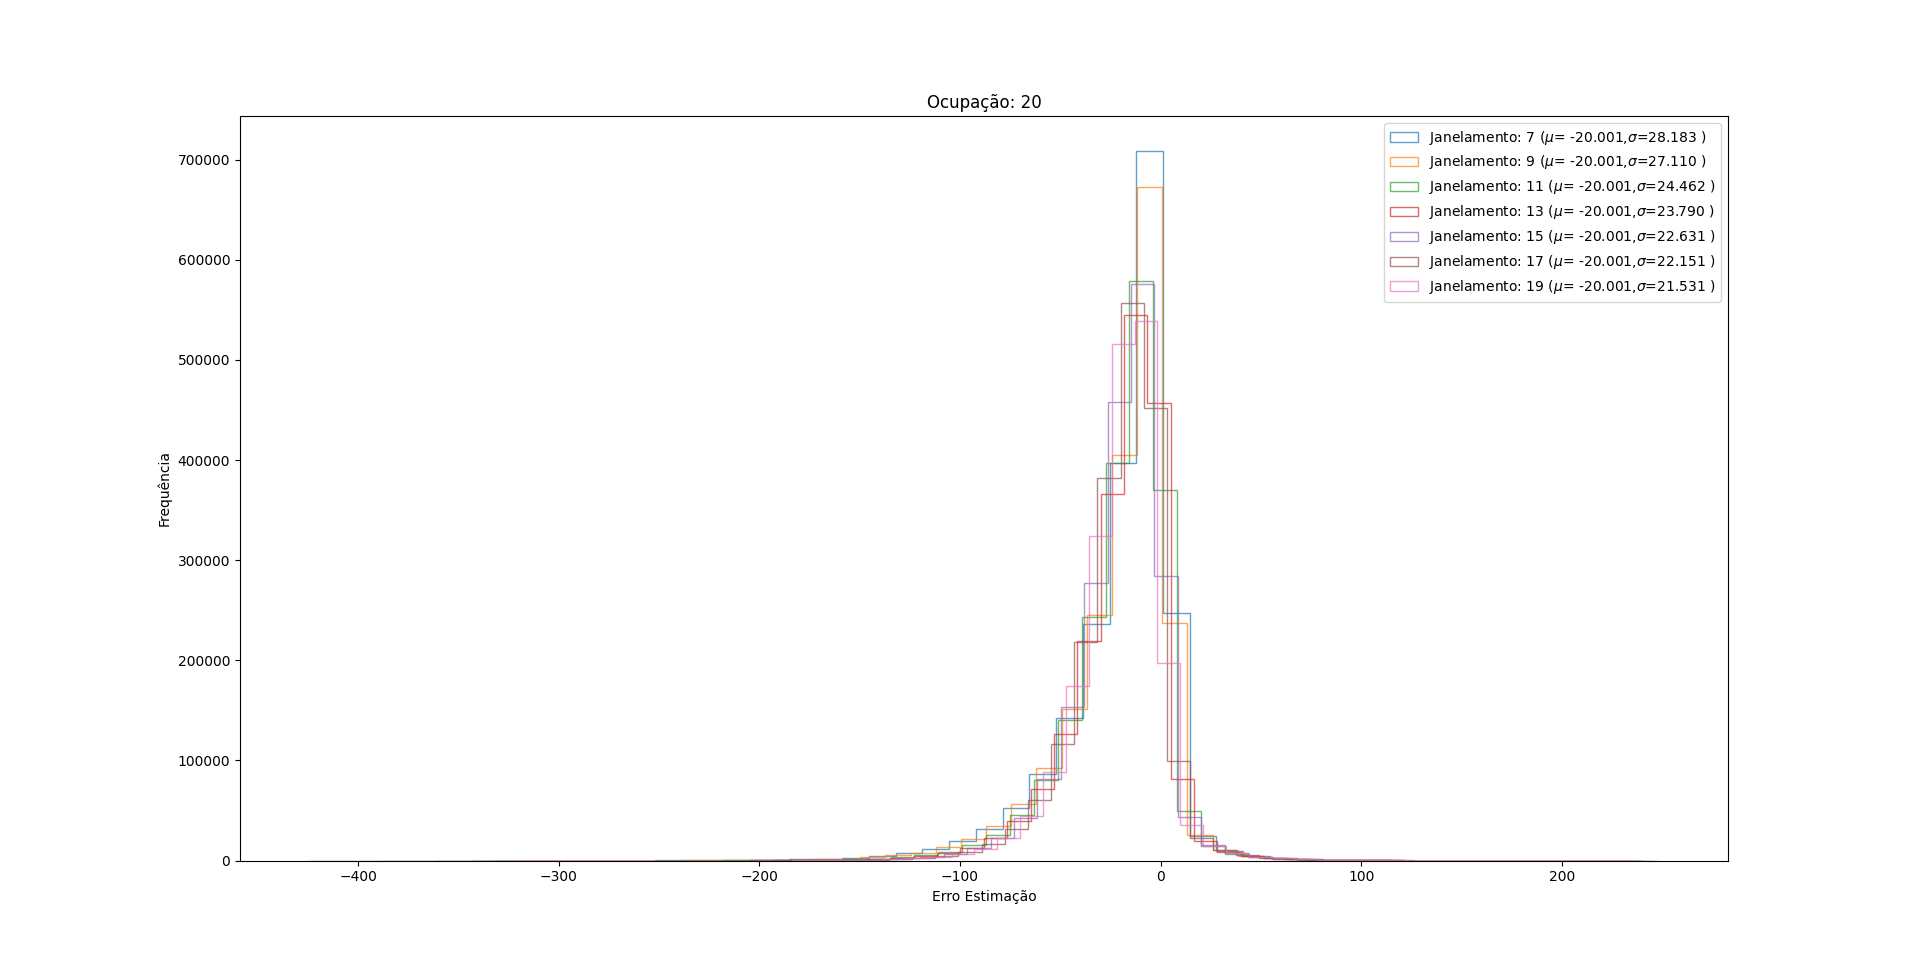 Ocupação: 20
Janelamento: 7 (μ= -20.001,σ=28.183 )
Janelamento: 9 (μ= -20.001,σ=27.110 )
Janelamento: 11 (μ= -20.001,σ=24.462 )
Janelamento: 13 (μ= -20.001,σ=23.790 )
Janelamento: 15 (μ= -20.001,σ=22.631 )
Janelamento: 17 (μ= -20.001,σ=22.151 )
Janelamento: 19 (μ= -20.001,σ=21.531 )
700000
600000
500000
400000
300000
200000
100000
0
Frequência
−400
−300
−200
−100
0
100
200
Erro Estimação